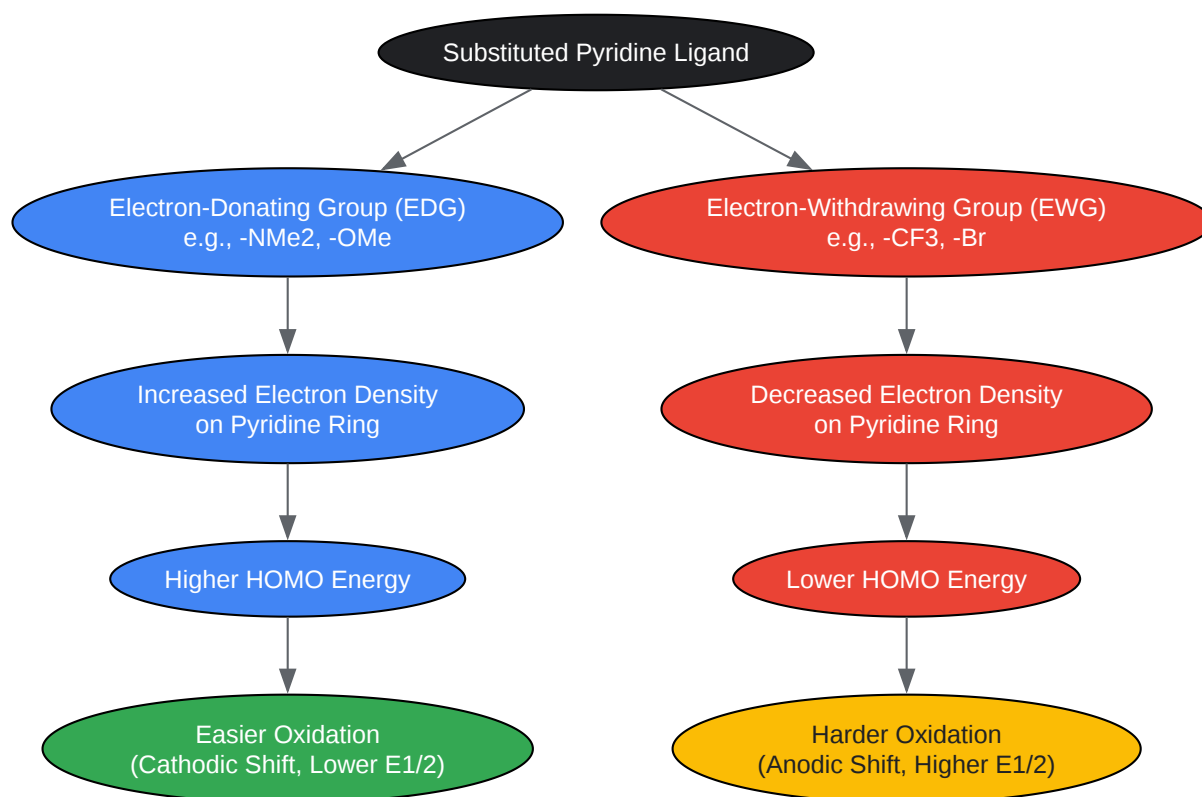 Substituted Pyridine Ligand
Electron-Donating Group (EDG)
e.g., -NMe2, -OMe
Electron-Withdrawing Group (EWG)
e.g., -CF3, -Br
Increased Electron Density
on Pyridine Ring
Decreased Electron Density
on Pyridine Ring
Higher HOMO Energy
Lower HOMO Energy
Easier Oxidation
(Cathodic Shift, Lower E1/2)
Harder Oxidation
(Anodic Shift, Higher E1/2)